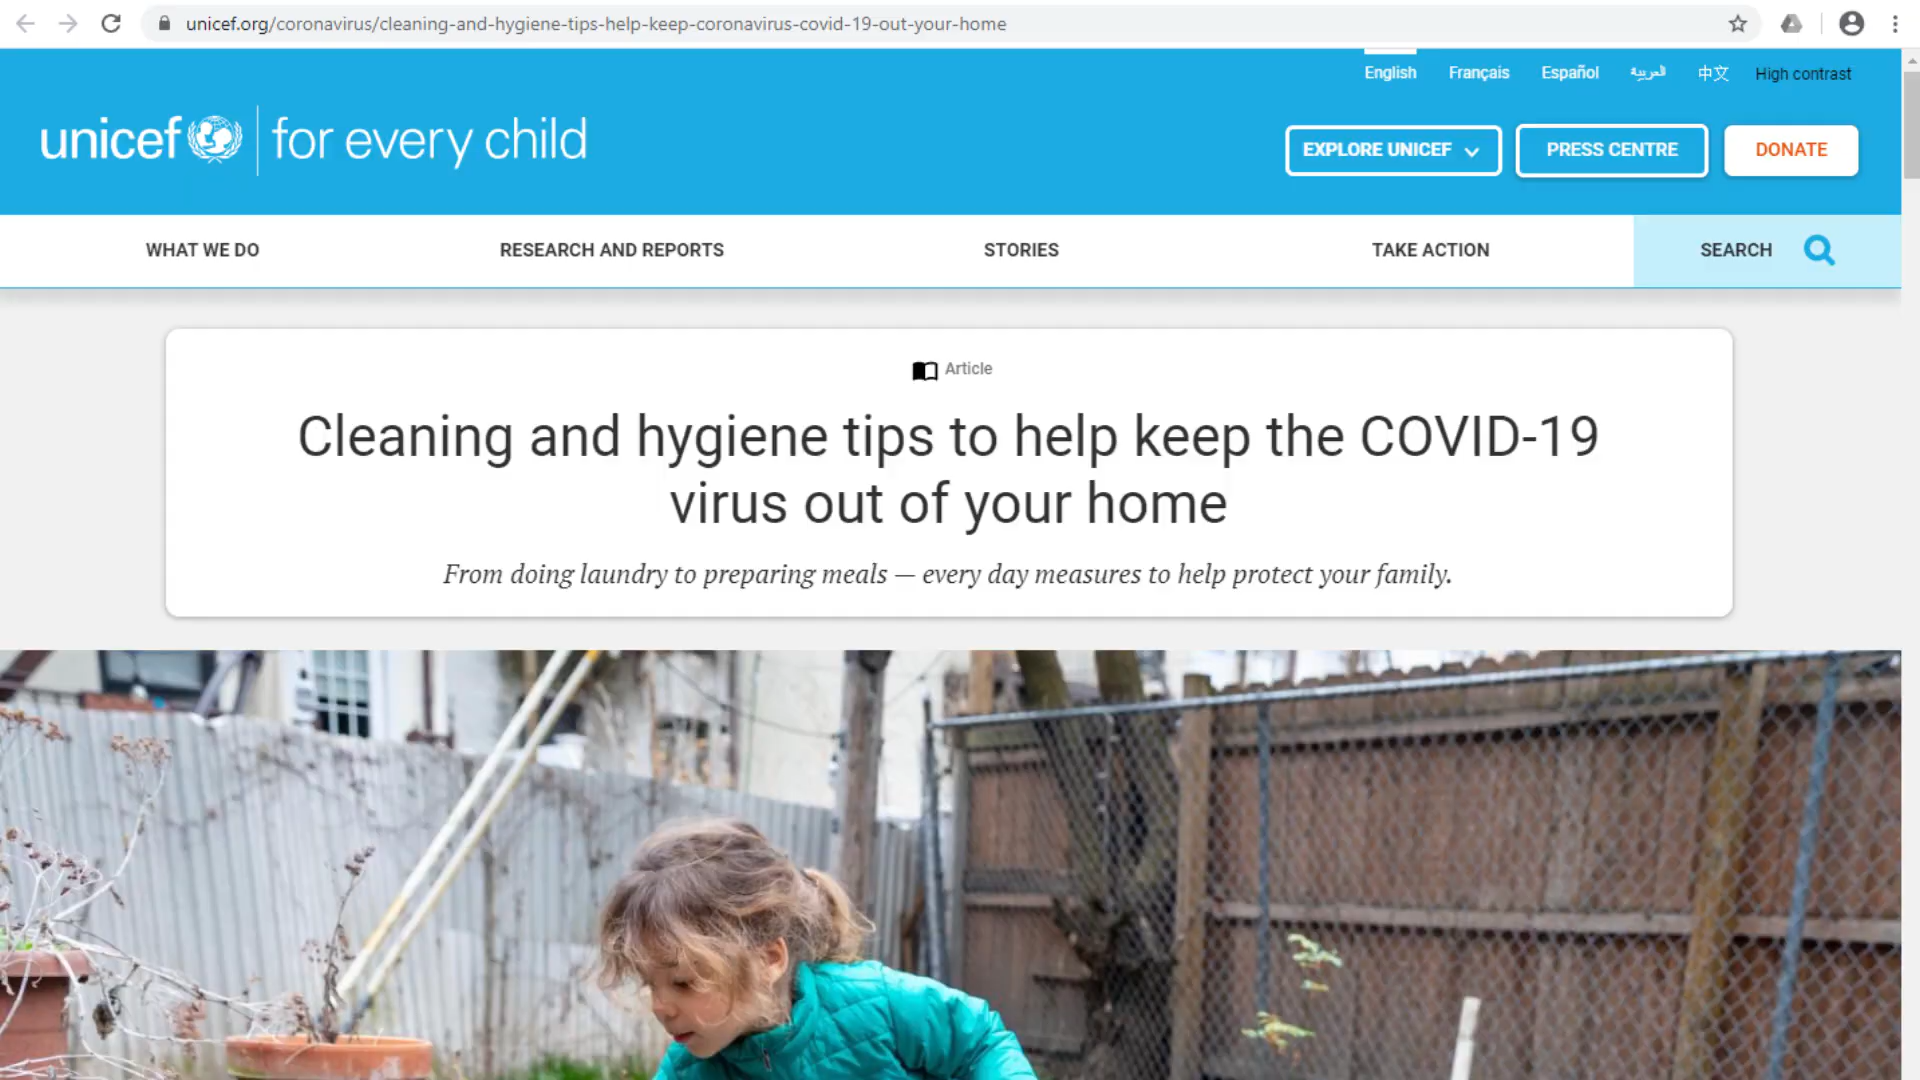 unicef.org/coronavirus/cleaning-and-hygiene-tips-help-keep-coronavirus-covid-19-out-your-home
English Français Español العربية 中文 High contrast
unicef for every child
EXPLORE UNICEF PRESS CENTRE DONATE
WHAT WE DO RESEARCH AND REPORTS STORIES TAKE ACTION SEARCH
Article
Cleaning and hygiene tips to help keep the COVID-19
virus out of your home
From doing laundry to preparing meals — every day measures to help protect your family.